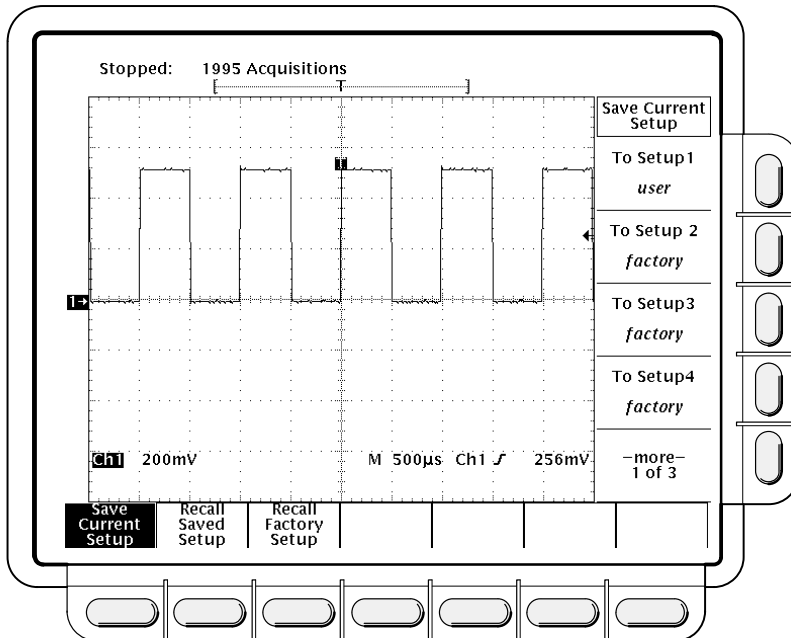 Stopped: 1995 Acquisitions
T
Save Current
Setup
To Setup1
user
To Setup 2
factory
To Setup3
factory
To Setup4
factory
–more–
1 of 3
1
Ch1 200mV M 500µs Ch1 256mV
Save
Current
Setup
Recall
Saved
Setup
Recall
Factory
Setup